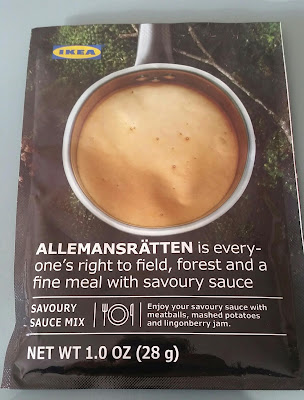 IKEA
ALLEMANSRÄTTEN is every-
one's right to field, forest and a
fine meal with savoury sauce
SAVOURY
SAUCE MIX
Enjoy your savoury sauce with
meatballs, mashed potatoes
and lingonberry jam.
NET WT 1.0 OZ (28 g)